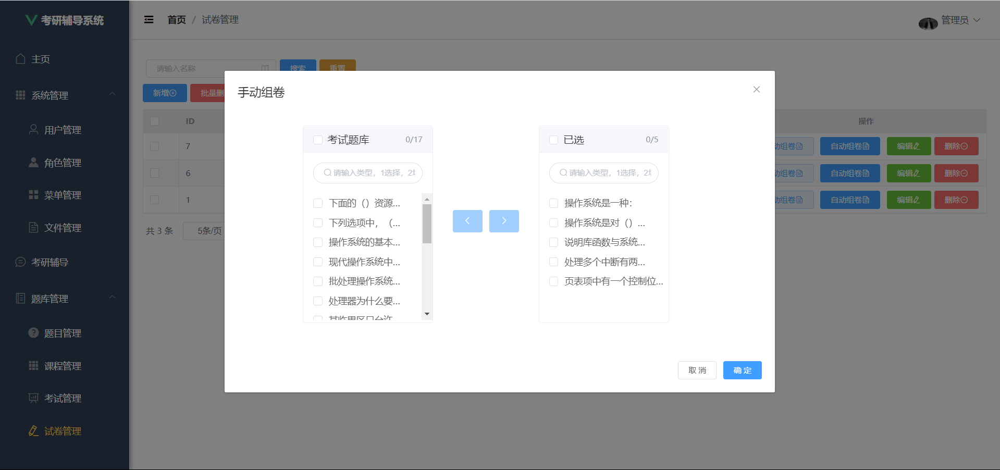 考研辅导系统
首页 / 试卷管理
管理员
主页
系统管理
用户管理
角色管理
菜单管理
文件管理
考研辅导
题库管理
题目管理
课程管理
考试管理
试卷管理
请输入名称
搜索
重置
新增
批量删
ID
操作
7
动组卷
自动组卷
编辑
删除
6
动组卷
自动组卷
编辑
删除
1
动组卷
自动组卷
编辑
删除
共 3 条
5条/页
手动组卷
考试题库
0/17
请输入类型，1选择，2
下面的（）资源...
下列选项中，（...
操作系统的基本...
现代操作系统中...
批处理操作系统...
处理器为什么要...
已选
0/5
请输入类型，1选择，2
操作系统是一种：
操作系统是对（）...
说明库函数与系统...
处理多个中断有两...
页表项中有一个控制位...
取 消
确 定